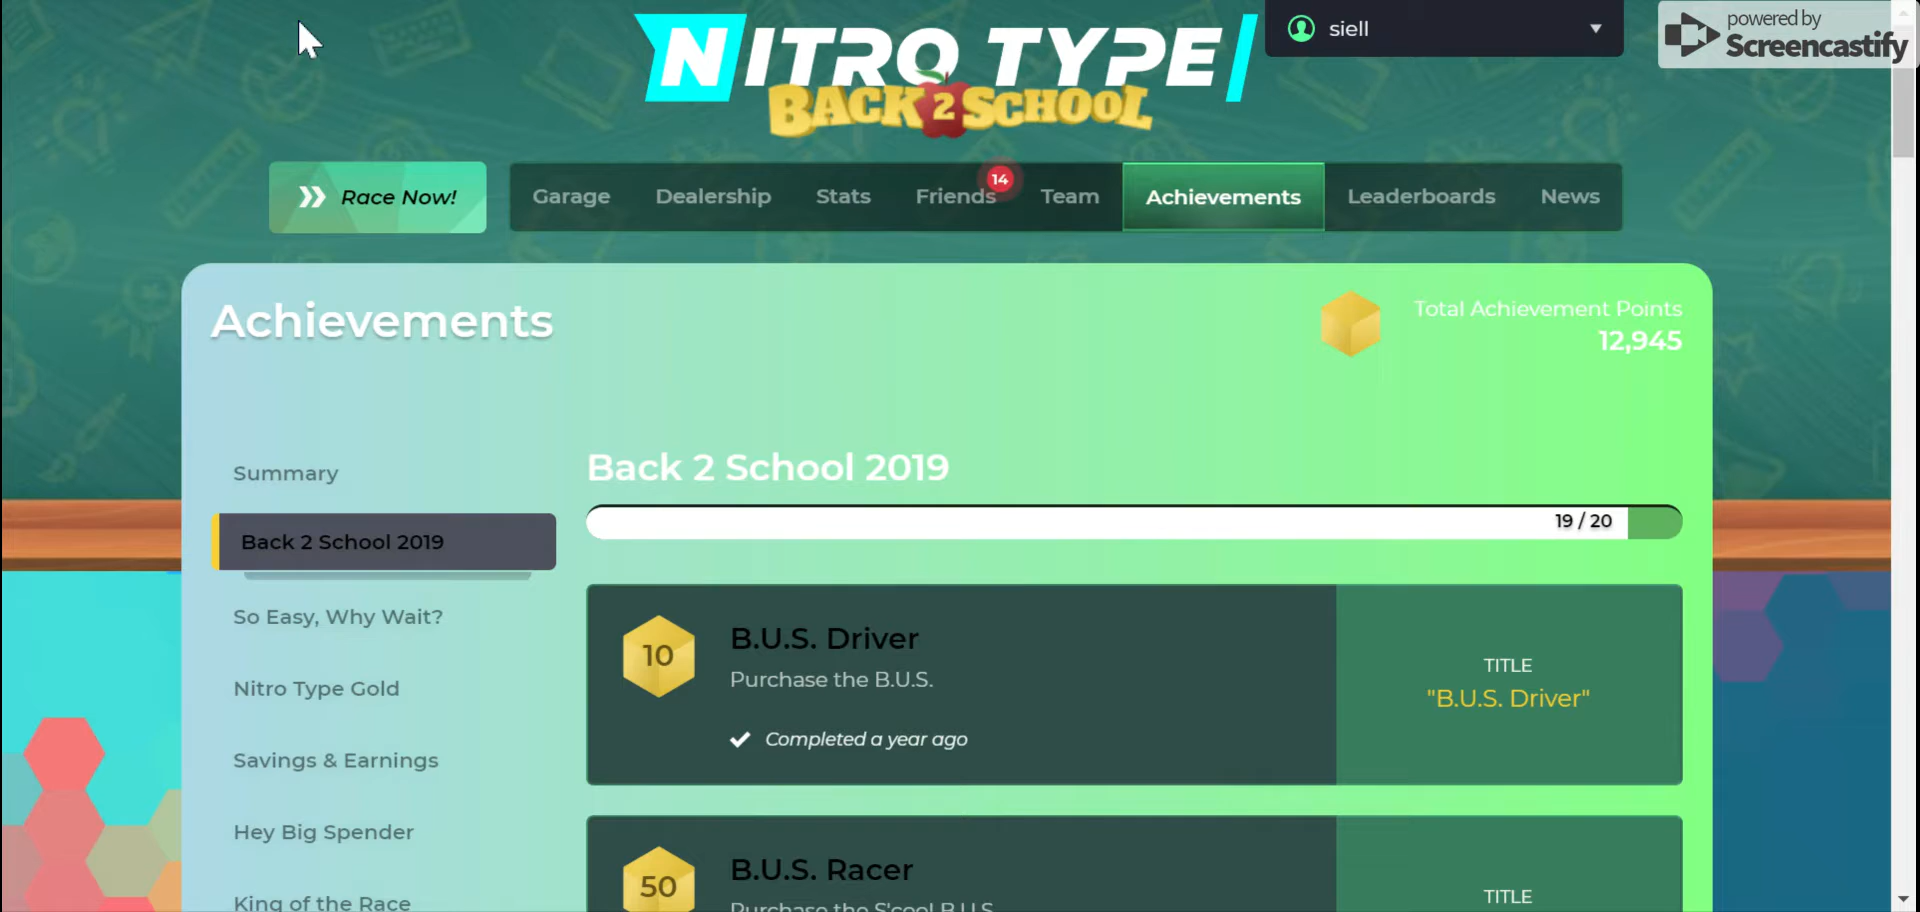 NITRO TYPE
BACK 2 SCHOOL
siell
powered by
Screencastify
Race Now!
Garage
Dealership
Stats
Friends
14
Team
Achievements
Leaderboards
News
Achievements
Total Achievement Points
12,945
Summary
Back 2 School 2019
So Easy, Why Wait?
Nitro Type Gold
Savings & Earnings
Hey Big Spender
King of the Race
Back 2 School 2019
19 / 20
10
B.U.S. Driver
Purchase the B.U.S.
Completed a year ago
TITLE
"B.U.S. Driver"
50
B.U.S. Racer
Purchase the S'cool B.U.S.
TITLE